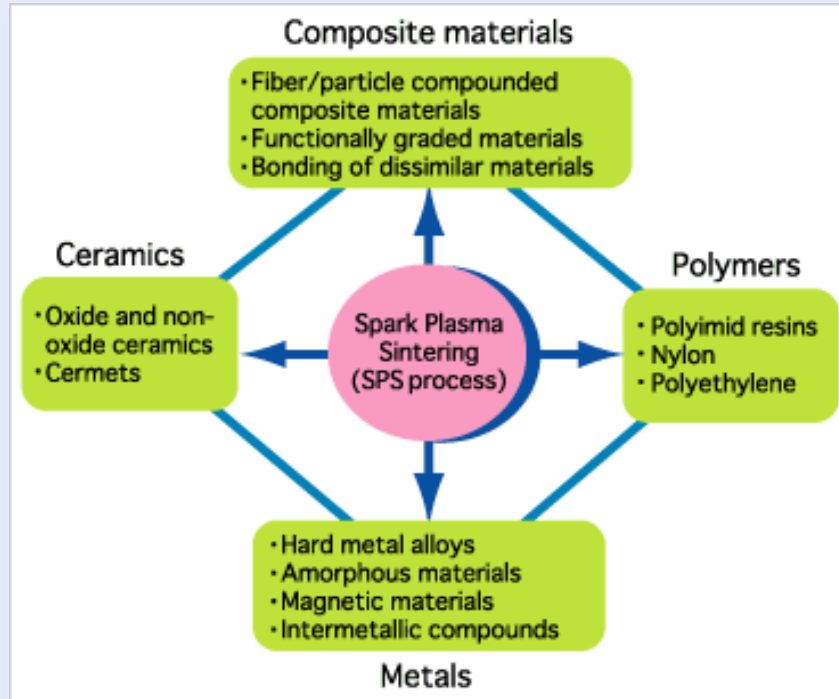 Composite materials
・Fiber/particle compounded
composite materials
・Functionally graded materials
・Bonding of dissimilar materials
Ceramics
・Oxide and non-
oxide ceramics
・Cermets
Spark Plasma
Sintering
(SPS process)
Polymers
・Polyimid resins
・Nylon
・Polyethylene
・Hard metal alloys
・Amorphous materials
・Magnetic materials
・Intermetallic compounds
Metals